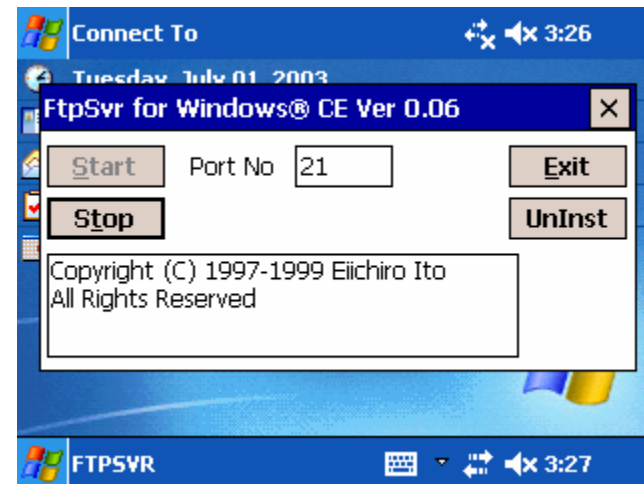 Connect To 3:26
Tuesday, July 01, 2003
FtpSvr for Windows® CE Ver 0.06
Start Port No 21 Exit
Stop UnInst
Copyright (C) 1997-1999 Eiichiro Ito
All Rights Reserved
FTPSVR 3:27